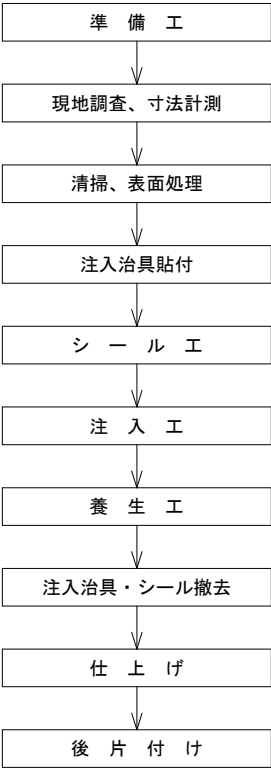 準 備 工
現地調査、寸法計測
清掃、表面処理
注入治具貼付
シ ー ル 工
注 入 工
養 生 工
注入治具・シール撤去
仕 上 げ
後 片 付 け